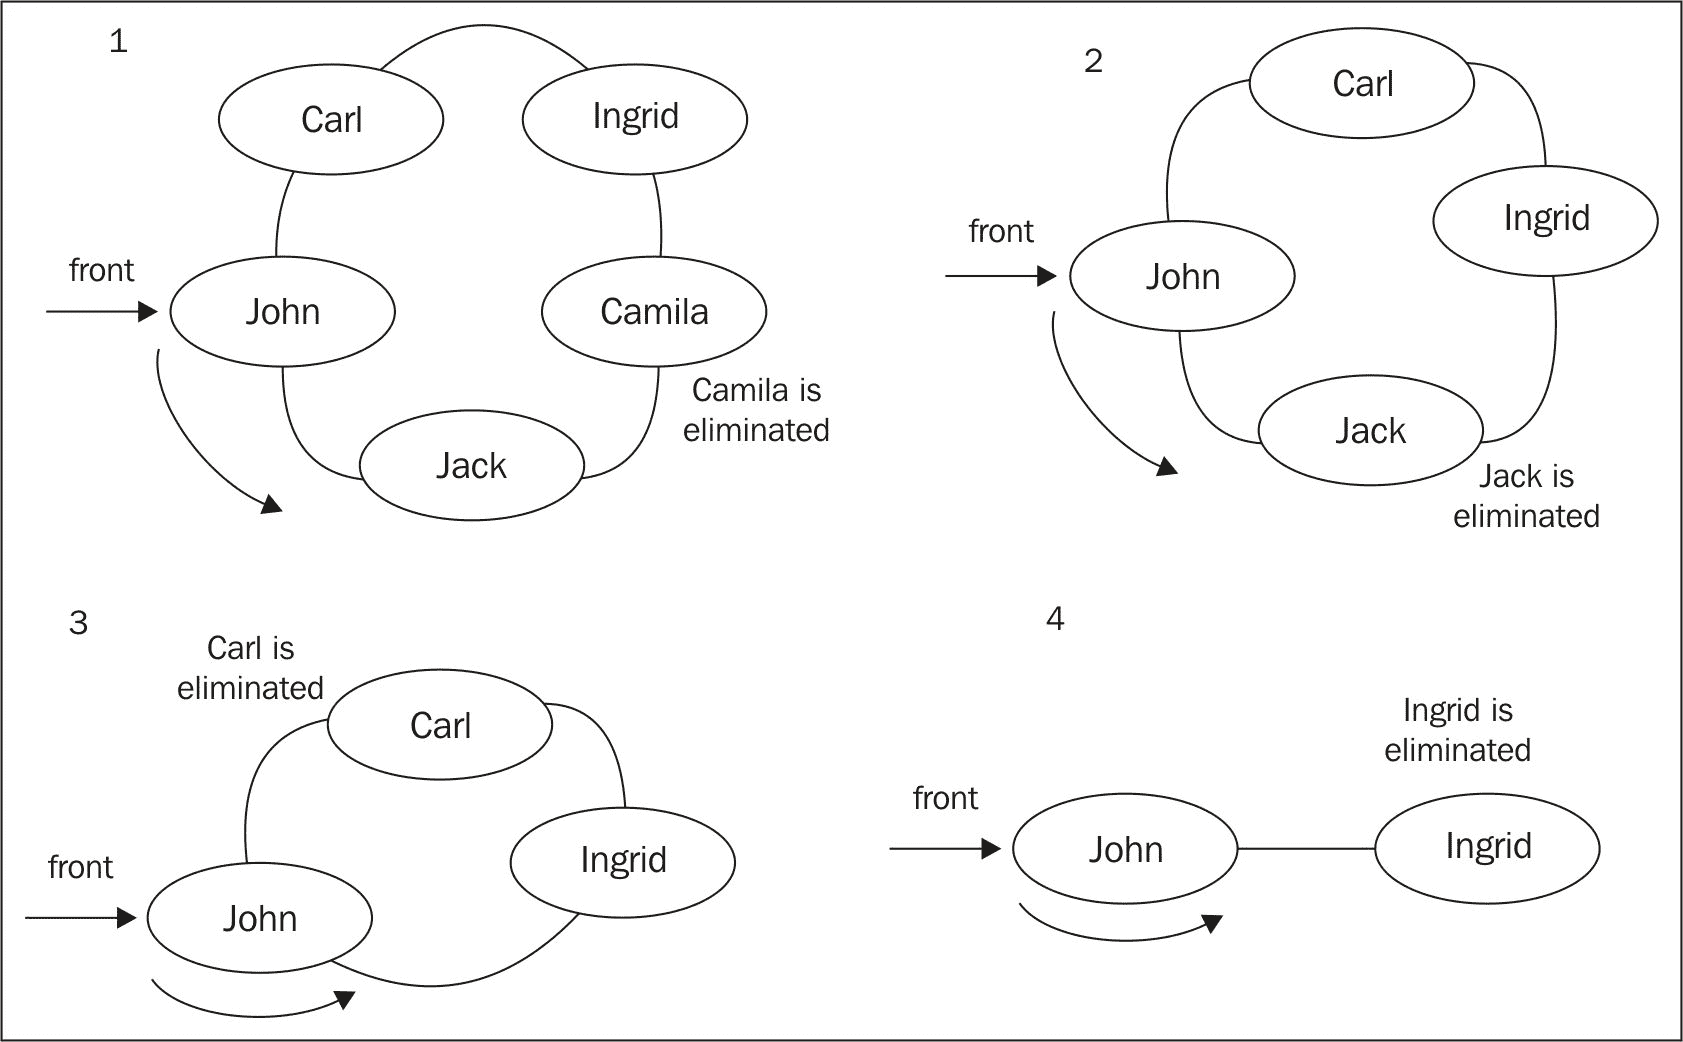 1
Carl
Ingrid
front
John
Camila
Camila is
eliminated
Jack
2
Carl
Ingrid
front
John
Jack
Jack is
eliminated
3
Carl is
eliminated
Carl
Ingrid
front
John
4
Ingrid is
eliminated
front
John
Ingrid